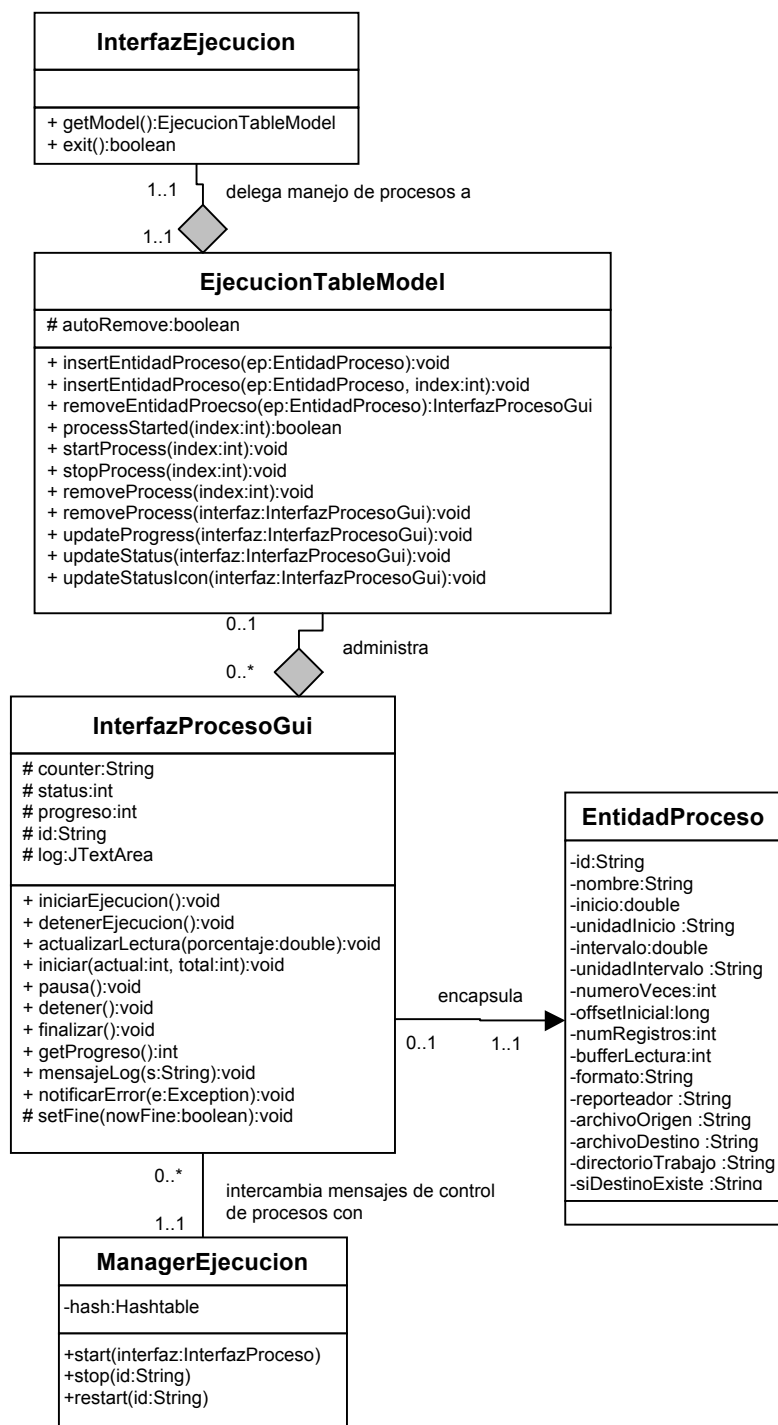 InterfazEjecucion
+ getModel():EjecucionTableModel
+ exit():boolean
1..1
delega manejo de procesos a
1..1
EjecucionTableModel
# autoRemove:boolean
+ insertEntidadProceso(ep:EntidadProceso):void
+ insertEntidadProceso(ep:EntidadProceso, index:int):void
+ removeEntidadProecso(ep:EntidadProceso):InterfazProcesoGui
+ processStarted(index:int):boolean
+ startProcess(index:int):void
+ stopProcess(index:int):void
+ removeProcess(index:int):void
+ removeProcess(interfaz:InterfazProcesoGui):void
+ updateProgress(interfaz:InterfazProcesoGui):void
+ updateStatus(interfaz:InterfazProcesoGui):void
+ updateStatusIcon(interfaz:InterfazProcesoGui):void
0..1
administra
0..*
InterfazProcesoGui
# counter:String
# status:int
# progreso:int
# id:String
# log:JTextArea
+ iniciarEjecucion():void
+ detenerEjecucion():void
+ actualizarLectura(porcentaje:double):void
+ iniciar(actual:int, total:int):void
+ pausa():void
+ detener():void
+ finalizar():void
+ getProgreso():int
+ mensajeLog(s:String):void
+ notificarError(e:Exception):void
# setFine(nowFine:boolean):void
encapsula
0..1
1..1
EntidadProceso
-id:String
-nombre:String
-inicio:double
-unidadInicio :String
-intervalo:double
-unidadIntervalo :String
-numeroVeces:int
-offsetInicial:long
-numRegistros:int
-bufferLectura:int
-formato:String
-reporteador :String
-archivoOrigen :String
-archivoDestino :String
-directorioTrabajo :String
-siDestinoExiste :String
0..*
intercambia mensajes de control
de procesos con
1..1
ManagerEjecucion
-hash:Hashtable
+start(interfaz:InterfazProceso)
+stop(id:String)
+restart(id:String)